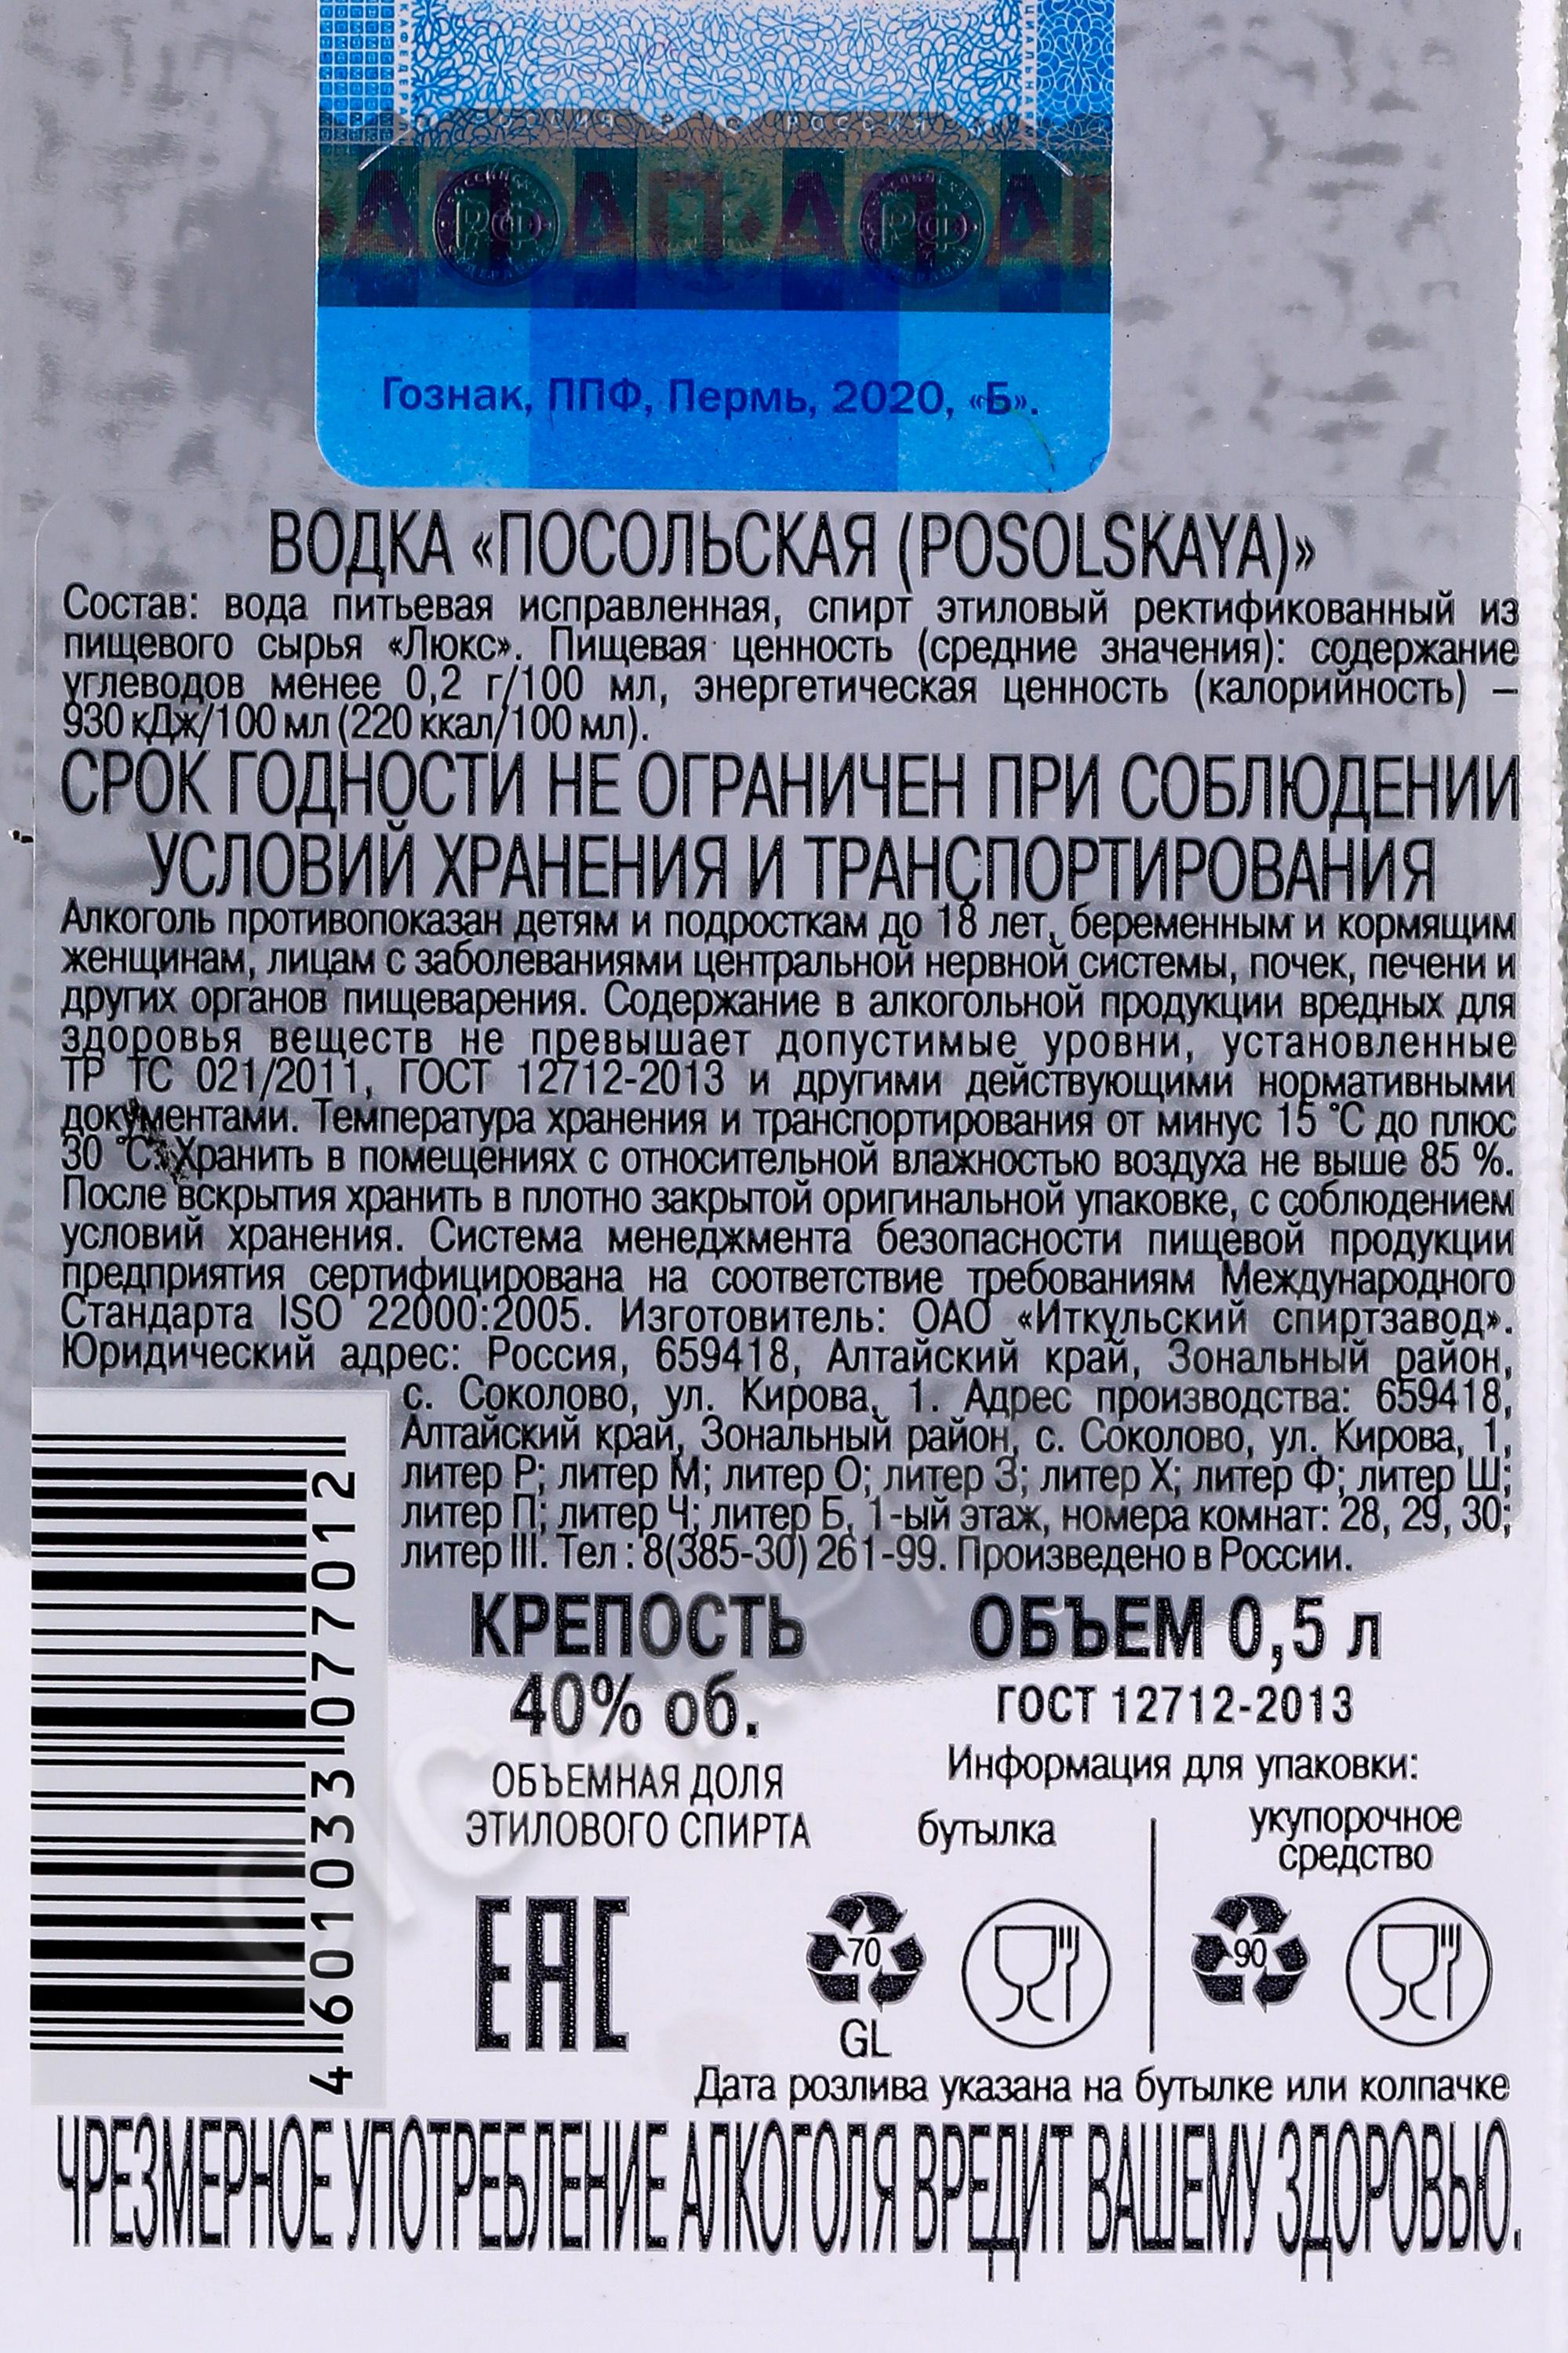 РОССИЯ РОССИЯ
РФ РФ
Гознак, ППФ, Пермь, 2020, «Б».
ВОДКА «ПОСОЛЬСКАЯ (POSOLSKAYA)»
Состав: вода питьевая исправленная, спирт этиловый ректификованный из
пищевого сырья «Люкс». Пищевая ценность (средние значения): содержание
углеводов менее 0,2 г/100 мл, энергетическая ценность (калорийность) –
930 кДж/100 мл (220 ккал/100 мл).
СРОК ГОДНОСТИ НЕ ОГРАНИЧЕН ПРИ СОБЛЮДЕНИИ
УСЛОВИЙ ХРАНЕНИЯ И ТРАНСПОРТИРОВАНИЯ
Алкоголь противопоказан детям и подросткам до 18 лет, беременным и кормящим
женщинам, лицам с заболеваниями центральной нервной системы, почек, печени и
других органов пищеварения. Содержание в алкогольной продукции вредных для
здоровья веществ не превышает допустимые уровни, установленные
ТР ТС 021/2011, ГОСТ 12712-2013 и другими действующими нормативными
документами. Температура хранения и транспортирования от минус 15 °С до плюс
30 °С. Хранить в помещениях с относительной влажностью воздуха не выше 85 %.
После вскрытия хранить в плотно закрытой оригинальной упаковке, с соблюдением
условий хранения. Система менеджмента безопасности пищевой продукции
предприятия сертифицирована на соответствие требованиям Международного
Стандарта ISO 22000:2005. Изготовитель: ОАО «Иткульский спиртзавод».
Юридический адрес: Россия, 659418, Алтайский край, Зональный район,
с. Соколово, ул. Кирова, 1. Адрес производства: 659418,
Алтайский край, Зональный район, с. Соколово, ул. Кирова, 1,
литер Р; литер М; литер О; литер З; литер Х; литер Ф; литер Ш;
литер П; литер Ч; литер Б, 1-ый этаж, номера комнат: 28, 29, 30;
литер III. Тел : 8(385-30) 261-99. Произведено в России.
4 601033 077012
КРЕПОСТЬ
40% об.
ОБЪЕМНАЯ ДОЛЯ
ЭТИЛОВОГО СПИРТА
ОБЪЕМ 0,5 л
ГОСТ 12712-2013
Информация для упаковки:
бутылка
укупорочное
средство
ЕАС
70
GL
90
Дата розлива указана на бутылке или колпачке
ЧРЕЗМЕРНОЕ УПОТРЕБЛЕНИЕ АЛКОГОЛЯ ВРЕДИТ ВАШЕМУ ЗДОРОВЬЮ.